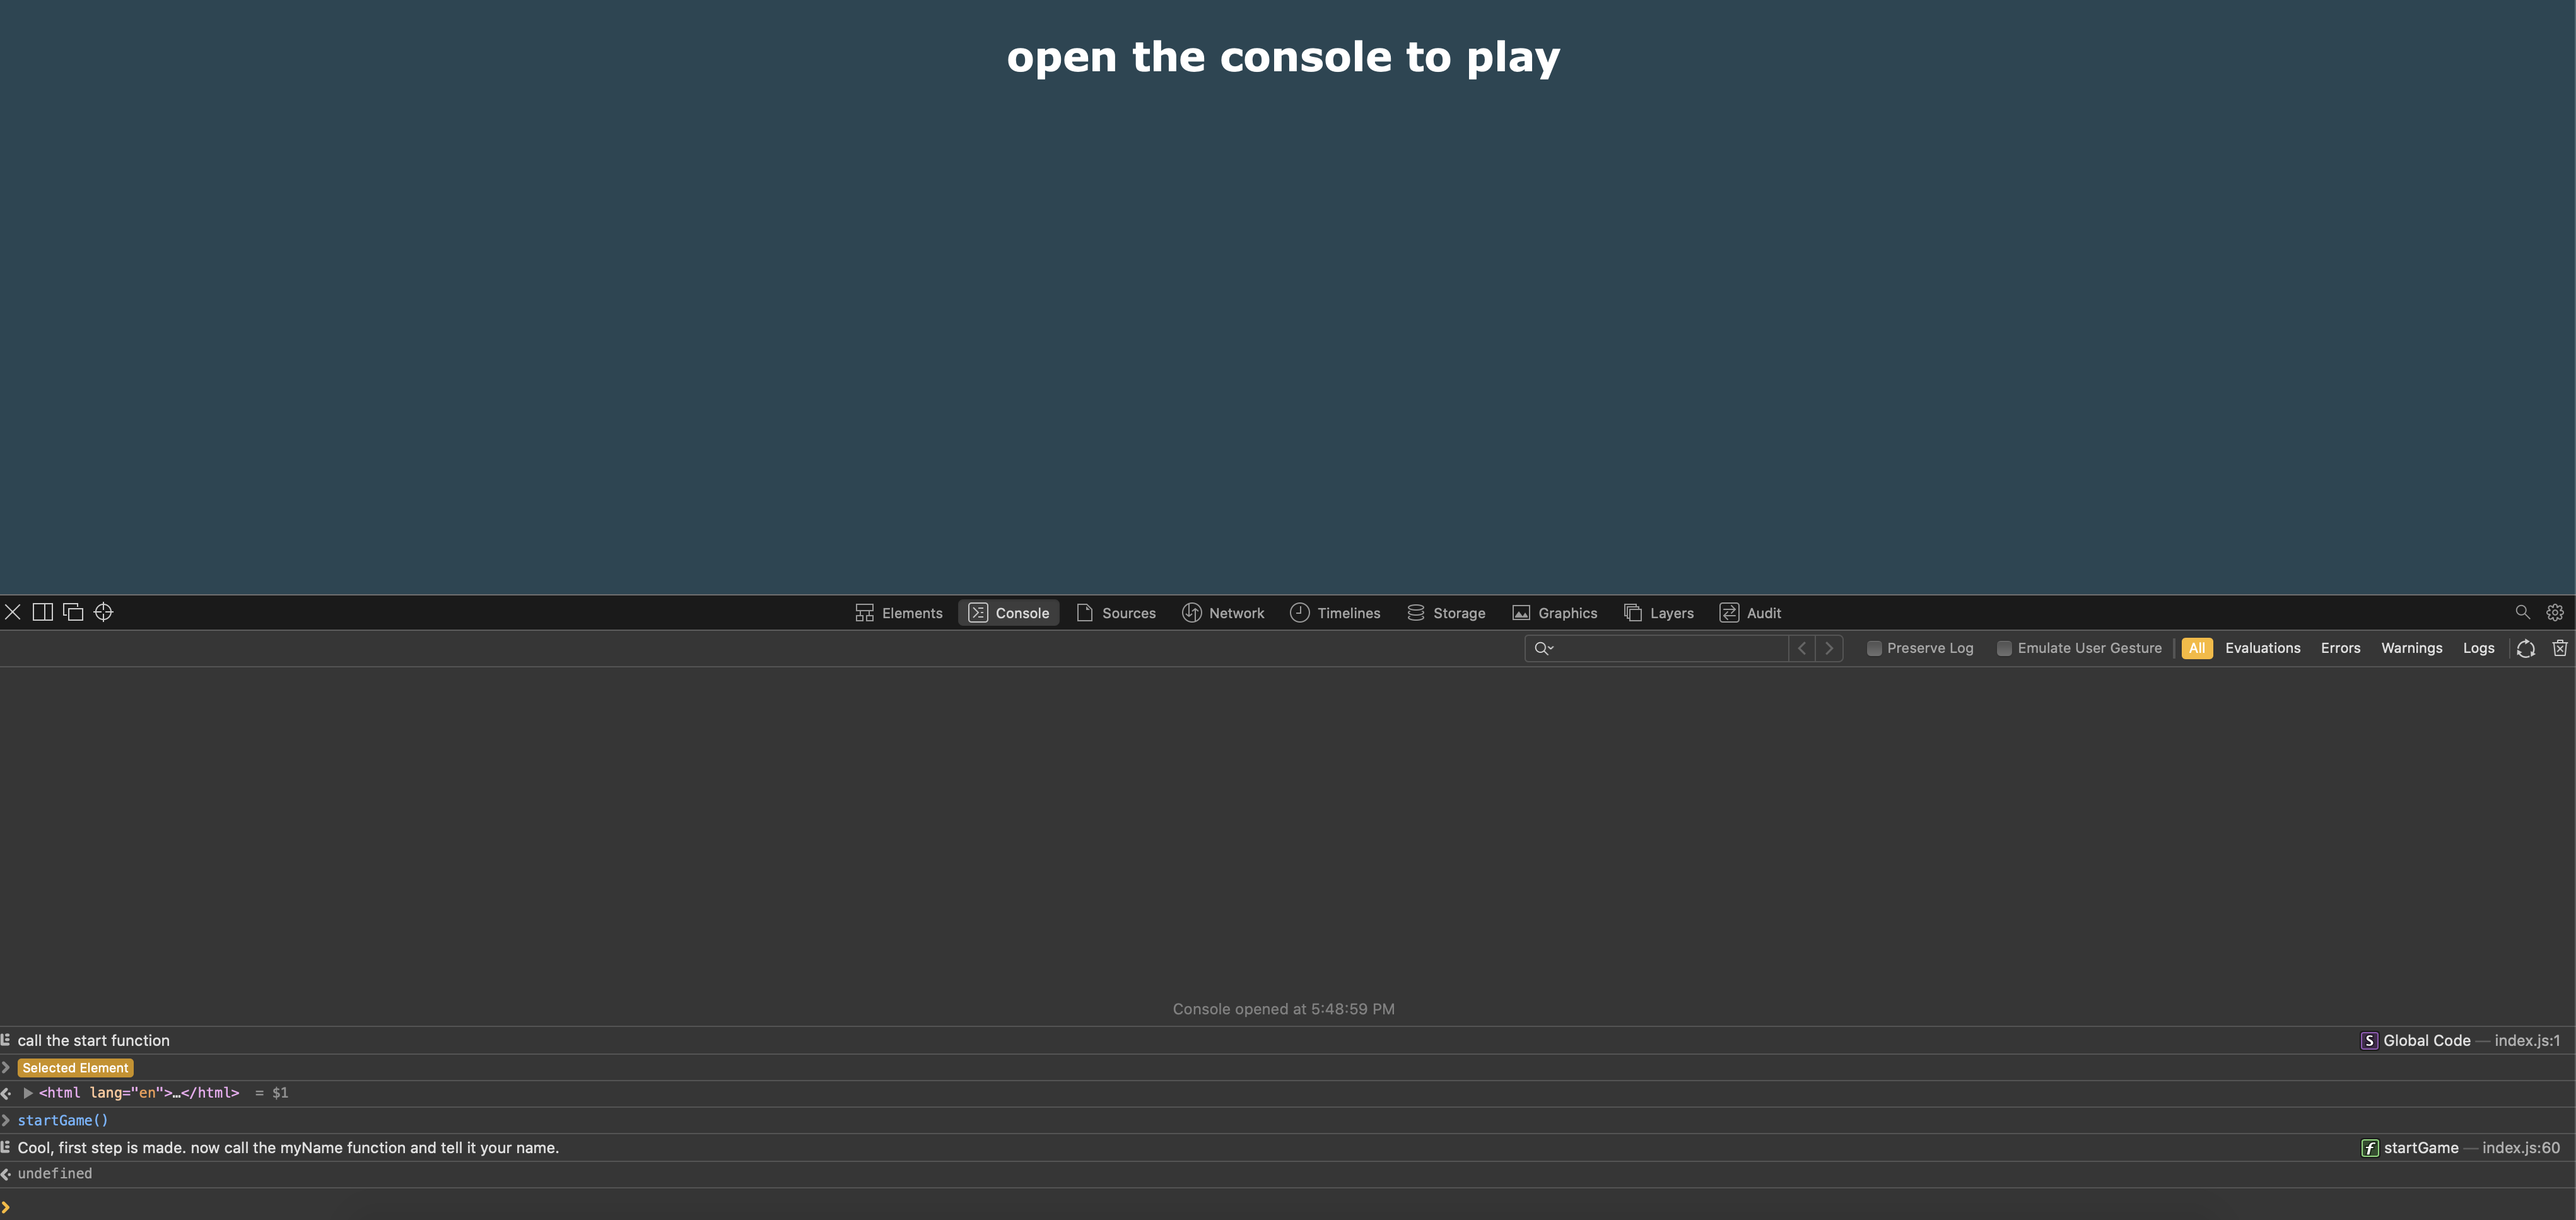 open the console to play
Elements Console Sources Network Timelines Storage Graphics Layers Audit
Preserve Log Emulate User Gesture All Evaluations Errors Warnings Logs
Console opened at 5:48:59 PM
call the start function S Global Code — index.js:1
Selected Element
<html lang="en">…</html> = $1
startGame()
Cool, first step is made. now call the myName function and tell it your name. f startGame — index.js:60
undefined